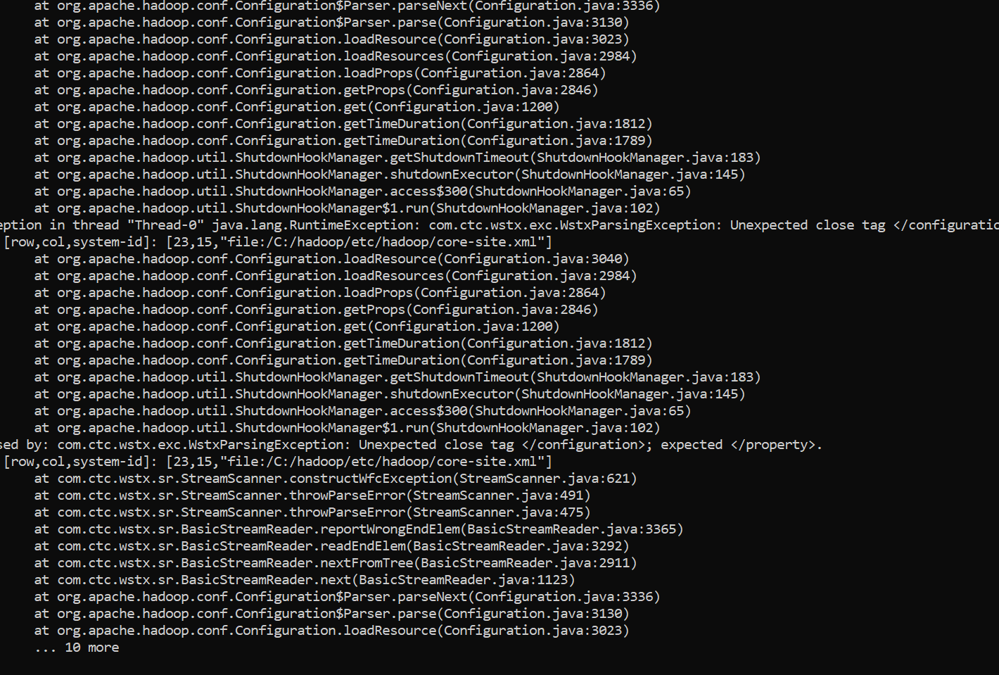 at org.apache.hadoop.conf.Configuration$Parser.parseNext(Configuration.java:3336)
at org.apache.hadoop.conf.Configuration$Parser.parse(Configuration.java:3130)
at org.apache.hadoop.conf.Configuration.loadResource(Configuration.java:3023)
at org.apache.hadoop.conf.Configuration.loadResources(Configuration.java:2984)
at org.apache.hadoop.conf.Configuration.loadProps(Configuration.java:2864)
at org.apache.hadoop.conf.Configuration.getProps(Configuration.java:2846)
at org.apache.hadoop.conf.Configuration.get(Configuration.java:1200)
at org.apache.hadoop.conf.Configuration.getTimeDuration(Configuration.java:1812)
at org.apache.hadoop.conf.Configuration.getTimeDuration(Configuration.java:1789)
at org.apache.hadoop.util.ShutdownHookManager.getShutdownTimeout(ShutdownHookManager.java:183)
at org.apache.hadoop.util.ShutdownHookManager.shutdownExecutor(ShutdownHookManager.java:145)
at org.apache.hadoop.util.ShutdownHookManager.access$300(ShutdownHookManager.java:65)
at org.apache.hadoop.util.ShutdownHookManager$1.run(ShutdownHookManager.java:102)
eption in thread "Thread-0" java.lang.RuntimeException: com.ctc.wstx.exc.WstxParsingException: Unexpected close tag </configuratio
[row,col,system-id]: [23,15,"file:/C:/hadoop/etc/hadoop/core-site.xml"]
at org.apache.hadoop.conf.Configuration.loadResource(Configuration.java:3040)
at org.apache.hadoop.conf.Configuration.loadResources(Configuration.java:2984)
at org.apache.hadoop.conf.Configuration.loadProps(Configuration.java:2864)
at org.apache.hadoop.conf.Configuration.getProps(Configuration.java:2846)
at org.apache.hadoop.conf.Configuration.get(Configuration.java:1200)
at org.apache.hadoop.conf.Configuration.getTimeDuration(Configuration.java:1812)
at org.apache.hadoop.conf.Configuration.getTimeDuration(Configuration.java:1789)
at org.apache.hadoop.util.ShutdownHookManager.getShutdownTimeout(ShutdownHookManager.java:183)
at org.apache.hadoop.util.ShutdownHookManager.shutdownExecutor(ShutdownHookManager.java:145)
at org.apache.hadoop.util.ShutdownHookManager.access$300(ShutdownHookManager.java:65)
at org.apache.hadoop.util.ShutdownHookManager$1.run(ShutdownHookManager.java:102)
sed by: com.ctc.wstx.exc.WstxParsingException: Unexpected close tag </configuration>; expected </property>.
[row,col,system-id]: [23,15,"file:/C:/hadoop/etc/hadoop/core-site.xml"]
at com.ctc.wstx.sr.StreamScanner.constructWfcException(StreamScanner.java:621)
at com.ctc.wstx.sr.StreamScanner.throwParseError(StreamScanner.java:491)
at com.ctc.wstx.sr.StreamScanner.throwParseError(StreamScanner.java:475)
at com.ctc.wstx.sr.BasicStreamReader.reportWrongEndElem(BasicStreamReader.java:3365)
at com.ctc.wstx.sr.BasicStreamReader.readEndElem(BasicStreamReader.java:3292)
at com.ctc.wstx.sr.BasicStreamReader.nextFromTree(BasicStreamReader.java:2911)
at com.ctc.wstx.sr.BasicStreamReader.next(BasicStreamReader.java:1123)
at org.apache.hadoop.conf.Configuration$Parser.parseNext(Configuration.java:3336)
at org.apache.hadoop.conf.Configuration$Parser.parse(Configuration.java:3130)
at org.apache.hadoop.conf.Configuration.loadResource(Configuration.java:3023)
... 10 more